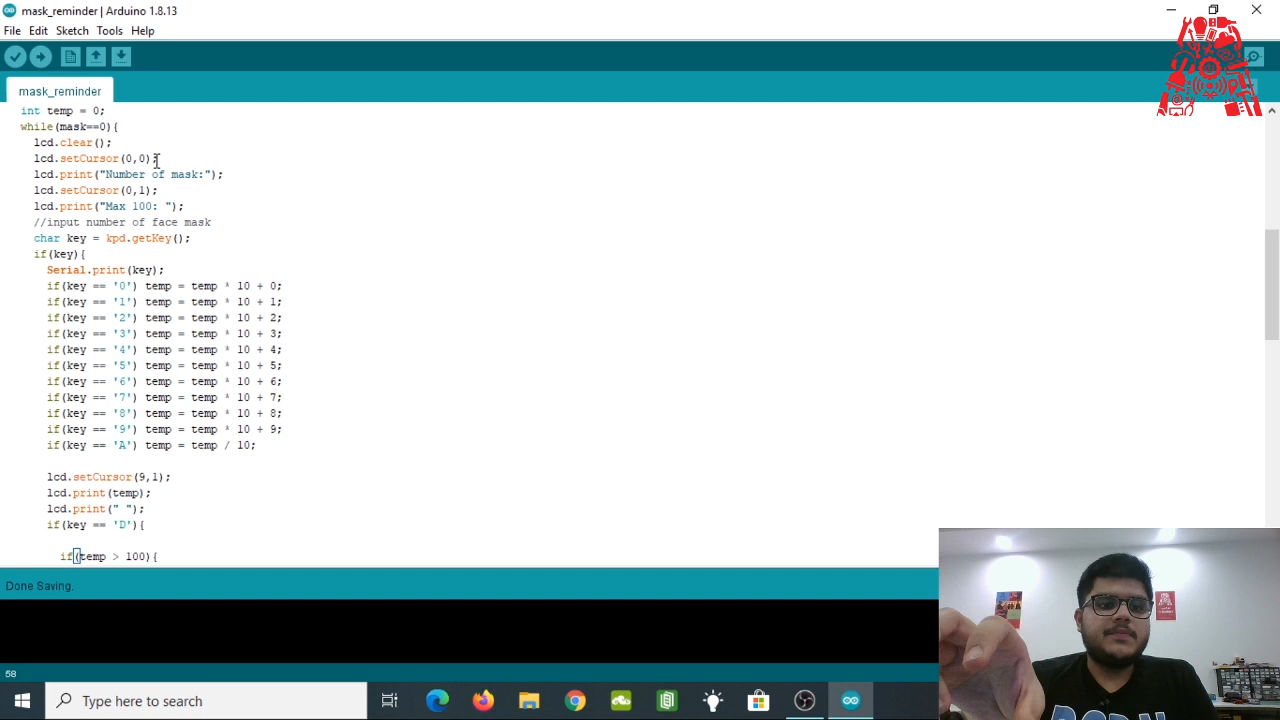 mask_reminder | Arduino 1.8.13
File Edit Sketch Tools Help
mask_reminder
int temp = 0;
while(mask==0){
lcd.clear();
lcd.setCursor(0,0);
lcd.print("Number of mask:");
lcd.setCursor(0,1);
lcd.print("Max 100: ");
//input number of face mask
char key = kpd.getKey();
if(key){
Serial.print(key);
if(key == '0') temp = temp * 10 + 0;
if(key == '1') temp = temp * 10 + 1;
if(key == '2') temp = temp * 10 + 2;
if(key == '3') temp = temp * 10 + 3;
if(key == '4') temp = temp * 10 + 4;
if(key == '5') temp = temp * 10 + 5;
if(key == '6') temp = temp * 10 + 6;
if(key == '7') temp = temp * 10 + 7;
if(key == '8') temp = temp * 10 + 8;
if(key == '9') temp = temp * 10 + 9;
if(key == 'A') temp = temp / 10;
lcd.setCursor(9,1);
lcd.print(temp);
lcd.print(" ");
if(key == 'D'){
if(temp > 100){
Done Saving.
58
Type here to search